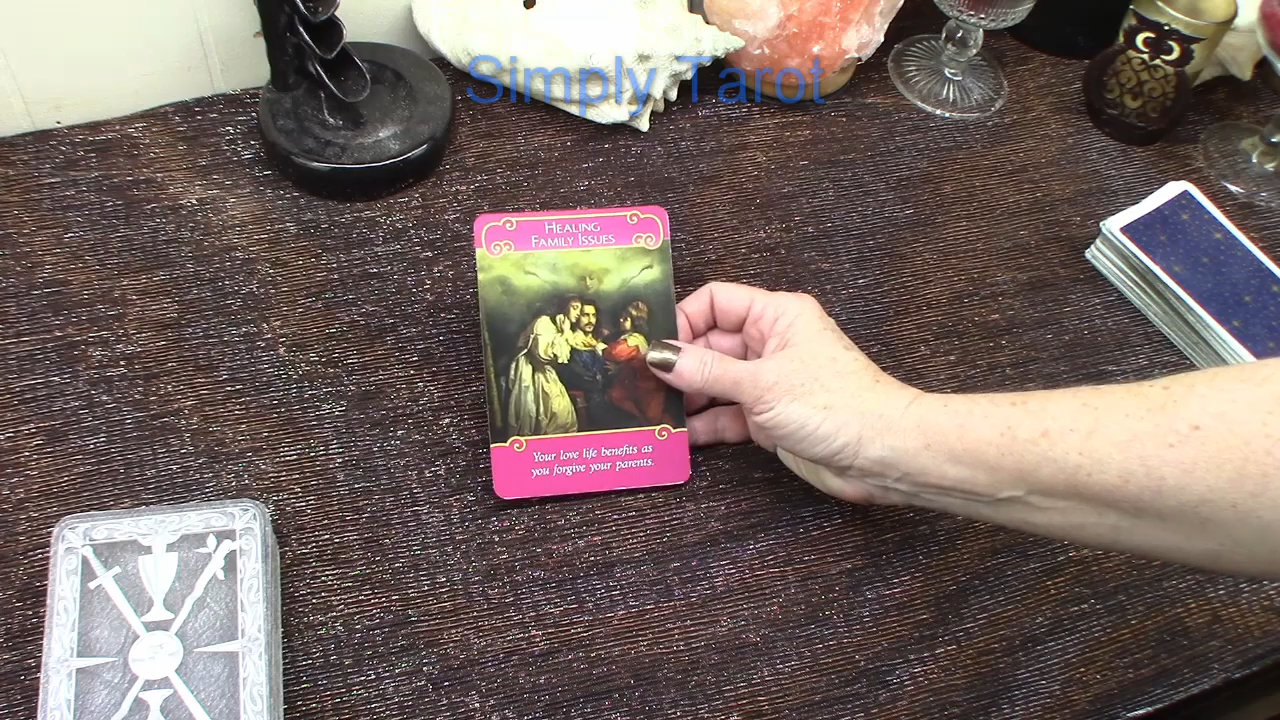 Simply Tarot
HEALING
FAMILY ISSUES
Your love life benefits as
you forgive your parents.